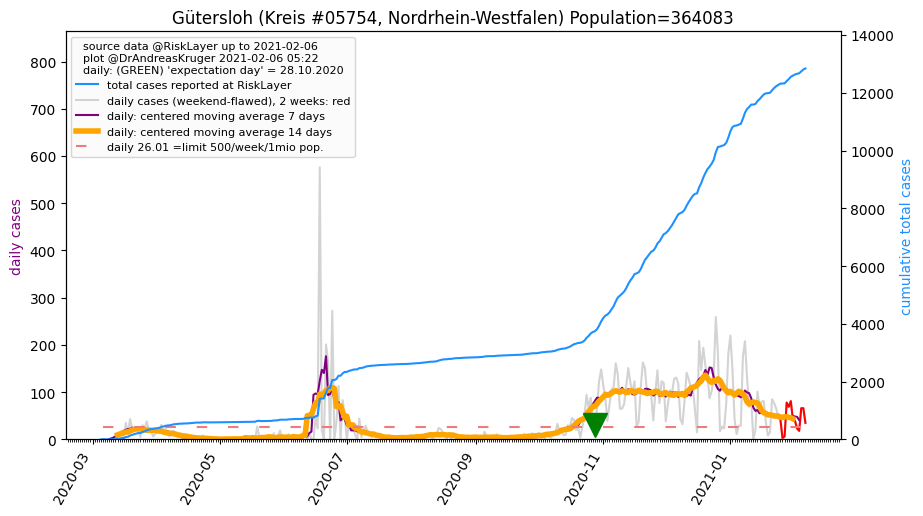 Gütersloh (Kreis #05754, Nordrhein-Westfalen) Population=364083
source data @RiskLayer up to 2021-02-06
plot @DrAndreasKruger 2021-02-06 05:22
daily: (GREEN) 'expectation day' = 28.10.2020
total cases reported at RiskLayer
daily cases (weekend-flawed), 2 weeks: red
daily: centered moving average 7 days
daily: centered moving average 14 days
daily 26.01 =limit 500/week/1mio pop.
daily cases
800
700
600
500
400
300
200
100
0
14000
12000
10000
8000
6000
4000
2000
0
cumulative total cases
2020-03
2020-05
2020-07
2020-09
2020-11
2021-01